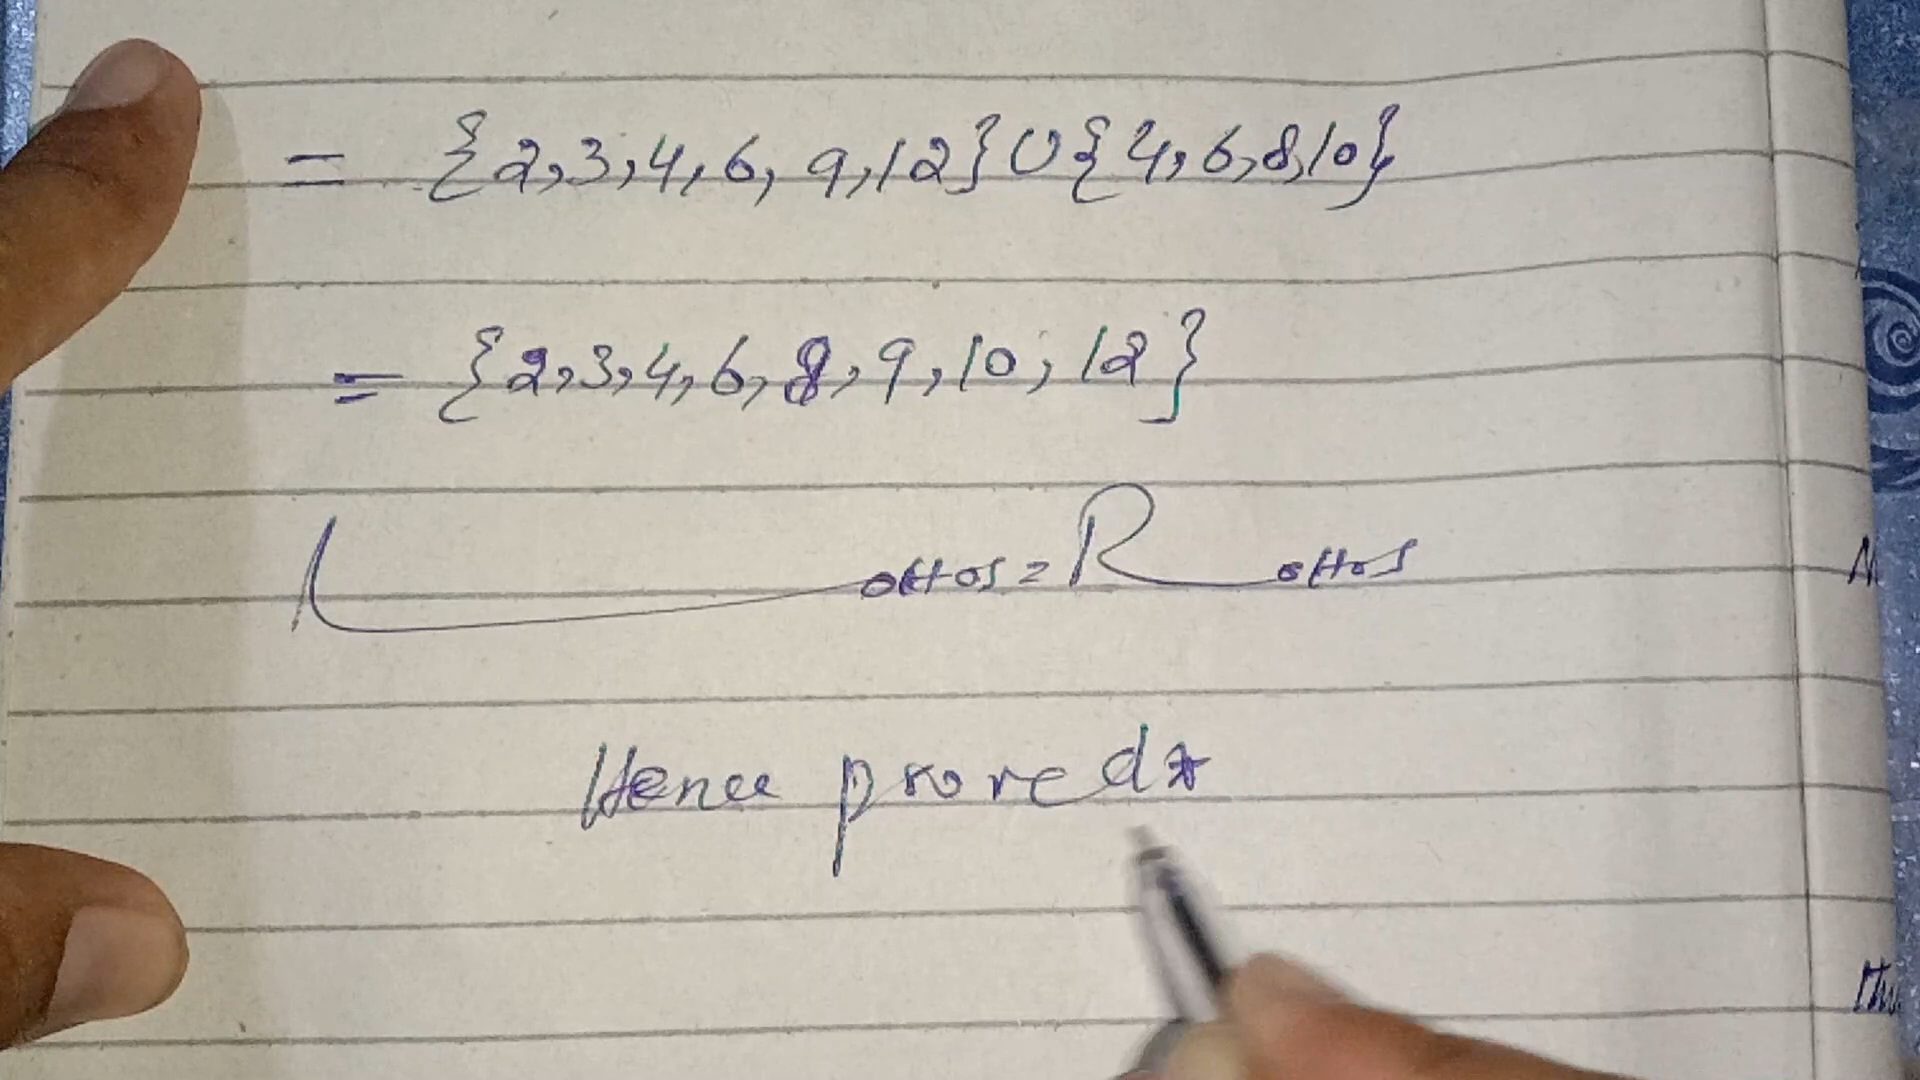 = {2,3,4,6, 9,12}∪{4,6,8,10}
= {2,3,4,6,8,9,10,12}
Hence proved